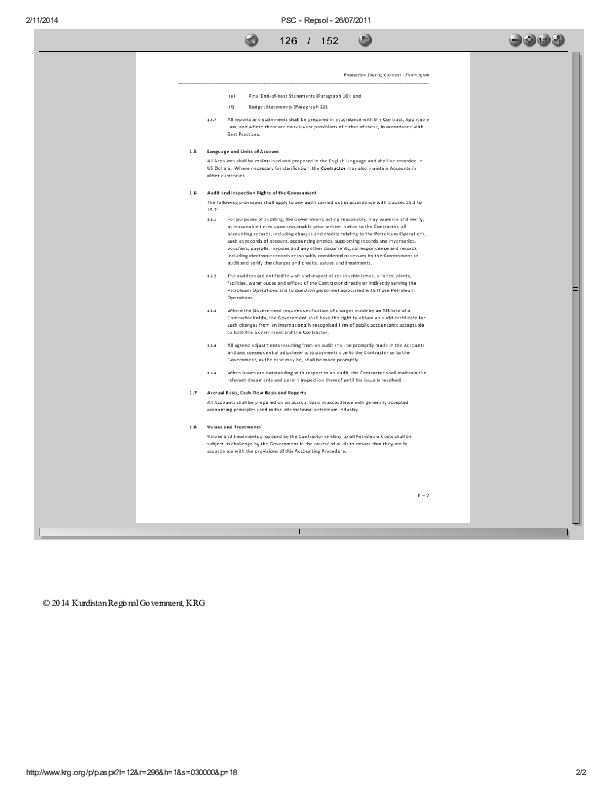 2/11/2014
PSC - Repsol - 26/07/2011
126 / 152
Production Sharing Contract - Piramagrun
(e) Final End-of-Year Statements (Paragraph 10); and
(f) Budget Statements (Paragraph 12).
1.4.7 All reports and statements shall be prepared in accordance with the Contract, Applicable
Law, and where there are no relevant provisions of either of these, in accordance with
Best Practices.
1.5 Language and Units of Account
All Accounts shall be maintained and prepared in the English language and shall be recorded in
US Dollars. Where necessary for clarification, the Contractor may also maintain Accounts in
other currencies.
1.6 Audit and Inspection Rights of the Government
The following provisions shall apply to any audit carried out in accordance with clauses 15.3 to
15.7:
1.6.1 For purposes of auditing, the Government, acting reasonably, may examine and verify,
at reasonable times upon reasonable prior written notice to the Contractor, all
accounting records, including charges and credits relating to the Petroleum Operations,
such as records of account, accounting entries, supporting records and inventories,
vouchers, payrolls, invoices and any other documents, correspondence and records
including electronic records reasonably considered necessary by the Government to
audit and verify the charges and credits, values and treatments.
1.6.2 The auditors are entitled to visit and inspect at reasonable times, all sites, plants,
facilities, warehouses and offices of the Contractor directly or indirectly serving the
Petroleum Operations and to question personnel associated with those Petroleum
Operations.
1.6.3 Where the Government requires verification of charges made by an Affiliate of a
Contractor Entity, the Government shall have the right to obtain an audit certificate for
such charges from an internationally recognised firm of public accountants acceptable
to both the Government and the Contractor.
1.6.4 All agreed adjustments resulting from an audit shall be promptly made in the Accounts
and any consequential adjustments to payments due to the Contractor or to the
Government, as the case may be, shall be made promptly.
1.6.5 When issues are outstanding with respect to an audit, the Contractor shall maintain the
relevant documents and permit inspection thereof until the issue is resolved.
1.7 Accrual Basis, Cash Flow Basis and Reports
All Accounts shall be prepared on an accrual basis in accordance with generally accepted
accounting principles used in the international petroleum industry.
1.8 Values and Treatments
Values and treatments proposed by the Contractor relating to all Petroleum Costs shall be
subject to challenge by the Government in the course of audit to ensure that they are in
accordance with the provisions of this Accounting Procedure.
B – 2
© 2014 Kurdistan Regional Government, KRG
http://www.krg.org/p/p.aspx?l=12&r=296&h=1&s=030000&p=18
2/2